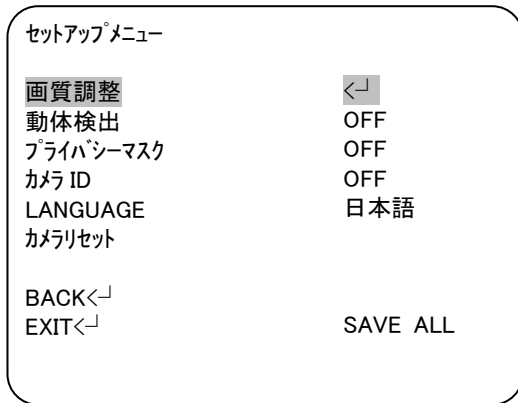 セットアップメニュー
画質調整 <┘
動体検出 OFF
プライバシーマスク OFF
カメラ ID OFF
LANGUAGE 日本語
カメラリセット
BACK<┘
EXIT<┘ SAVE ALL